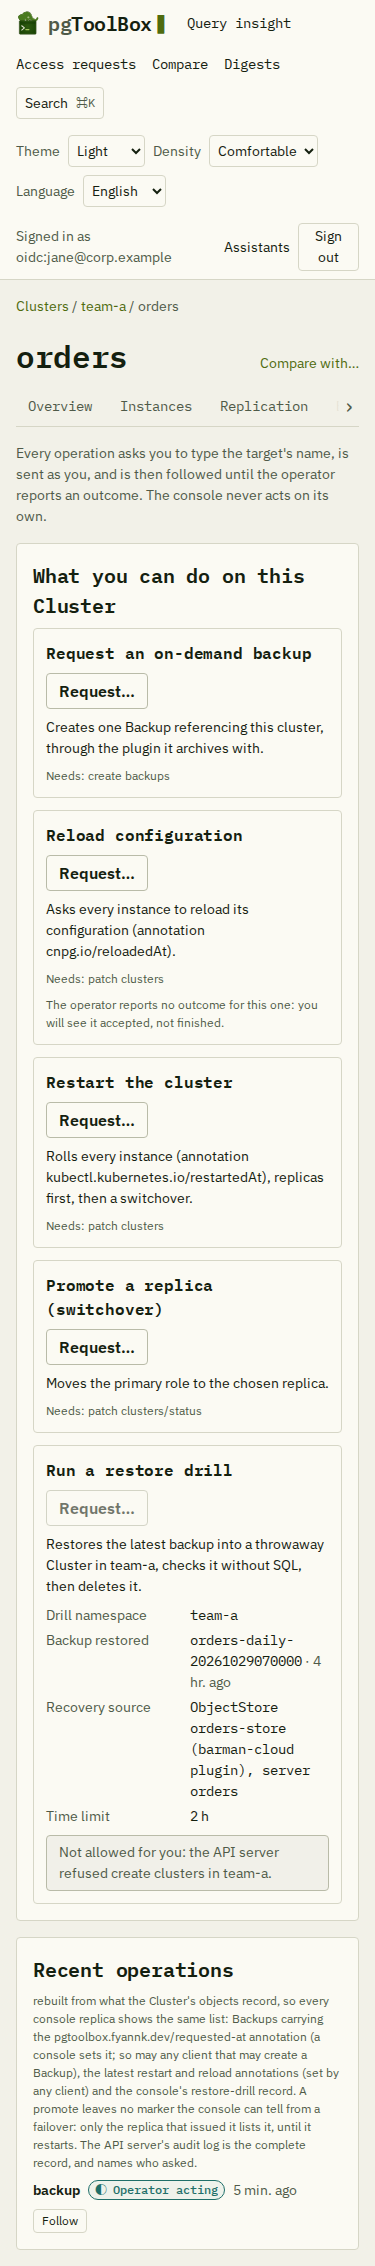 pgToolBox Query insight
Access requests Compare Digests
Search ⌘K
Theme Light Density Comfortable
Language English
Signed in as
oidc:jane@corp.example
Assistants
Sign
out
Clusters / team-a / orders
orders
Compare with...
Overview Instances Replication
Every operation asks you to type the target's name, is
sent as you, and is then followed until the operator
reports an outcome. The console never acts on its
own.
What you can do on this
Cluster
Request an on-demand backup
Request...
Creates one Backup referencing this cluster,
through the plugin it archives with.
Needs: create backups
Reload configuration
Request...
Asks every instance to reload its
configuration (annotation
cnpg.io/reloadedAt).
Needs: patch clusters
The operator reports no outcome for this one: you
will see it accepted, not finished.
Restart the cluster
Request...
Rolls every instance (annotation
kubectl.kubernetes.io/restartedAt), replicas
first, then a switchover.
Needs: patch clusters
Promote a replica
(switchover)
Request...
Moves the primary role to the chosen replica.
Needs: patch clusters/status
Run a restore drill
Request...
Restores the latest backup into a throwaway
Cluster in team-a, checks it without SQL,
then deletes it.
Drill namespace team-a
Backup restored orders-daily-
20261029070000 · 4
hr. ago
Recovery source ObjectStore
orders-store
(barman-cloud
plugin), server
orders
Time limit 2 h
Not allowed for you: the API server
refused create clusters in team-a.
Recent operations
rebuilt from what the Cluster's objects record, so every
console replica shows the same list: Backups carrying
the pgtoolbox.fyannk.dev/requested-at annotation (a
console sets it; so may any client that may create a
Backup), the latest restart and reload annotations (set by
any client) and the console's restore-drill record. A
promote leaves no marker the console can tell from a
failover: only the replica that issued it lists it, until it
restarts. The API server's audit log is the complete
record, and names who asked.
backup Operator acting 5 min. ago
Follow